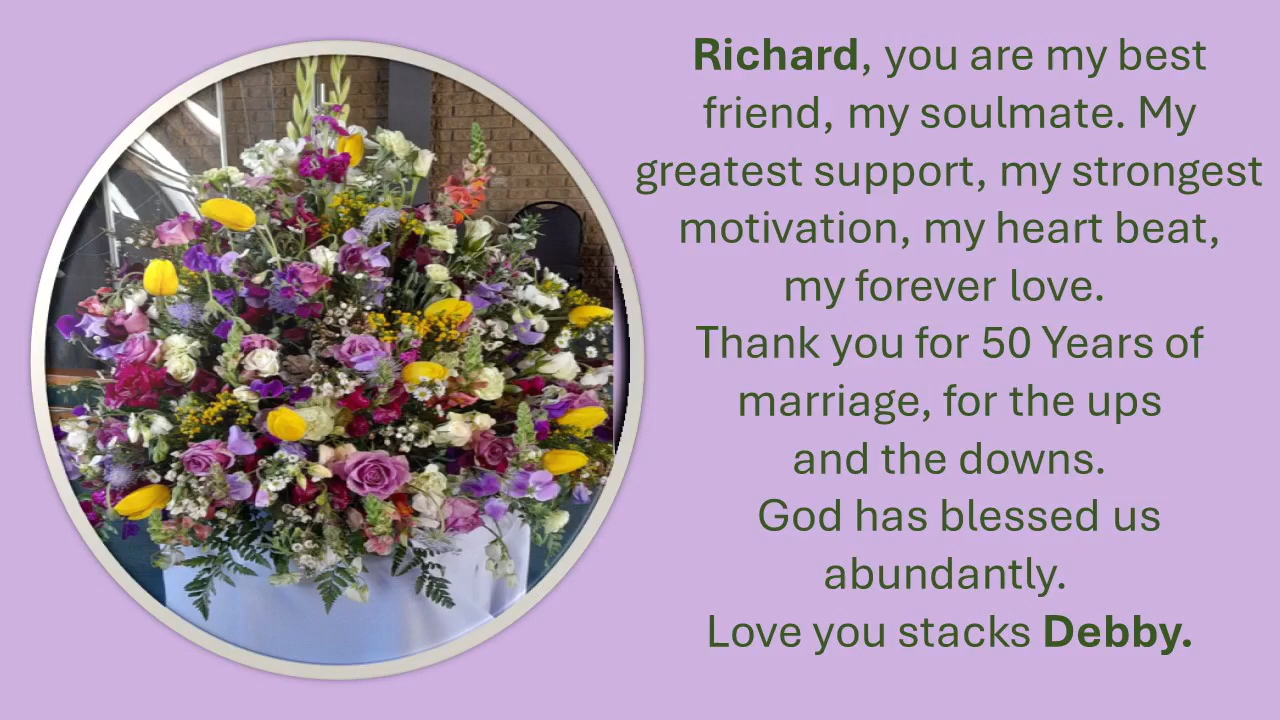 Richard, you are my best
friend, my soulmate. My
greatest support, my strongest
motivation, my heart beat,
my forever love.
Thank you for 50 Years of
marriage, for the ups
and the downs.
God has blessed us
abundantly.
Love you stacks Debby.